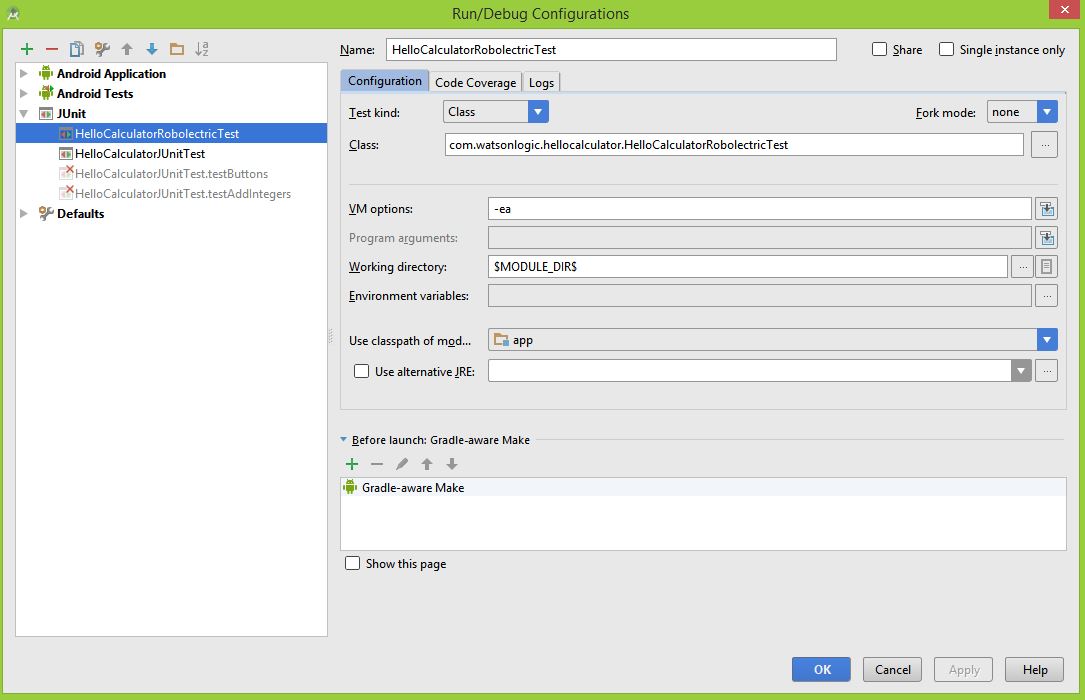 Run/Debug Configurations
Name: HelloCalculatorRobolectricTest Share Single instance only
Android Application
Android Tests
JUnit
HelloCalculatorRobolectricTest
HelloCalculatorJUnitTest
HelloCalculatorJUnitTest.testButtons
HelloCalculatorJUnitTest.testAddIntegers
Defaults
Configuration Code Coverage Logs
Test kind: Class Fork mode: none
Class: com.watsonlogic.hellocalculator.HelloCalculatorRobolectricTest ...
VM options: -ea
Program arguments:
Working directory: $MODULE_DIR$ ...
Environment variables: ...
Use classpath of mod... app
Use alternative JRE: ...
Before launch: Gradle-aware Make
Gradle-aware Make
Show this page
OK Cancel Apply Help